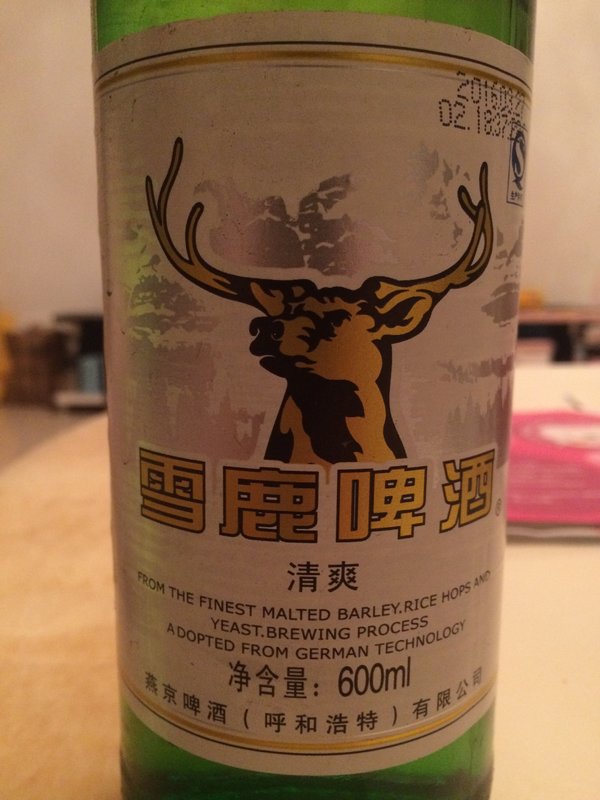 雪鹿啤酒®
清爽
FROM THE FINEST MALTED BARLEY.RICE HOPS AND
YEAST.BREWING PROCESS
ADOPTED FROM GERMAN TECHNOLOGY
净含量：600ml
燕京啤酒（呼和浩特）有限公司